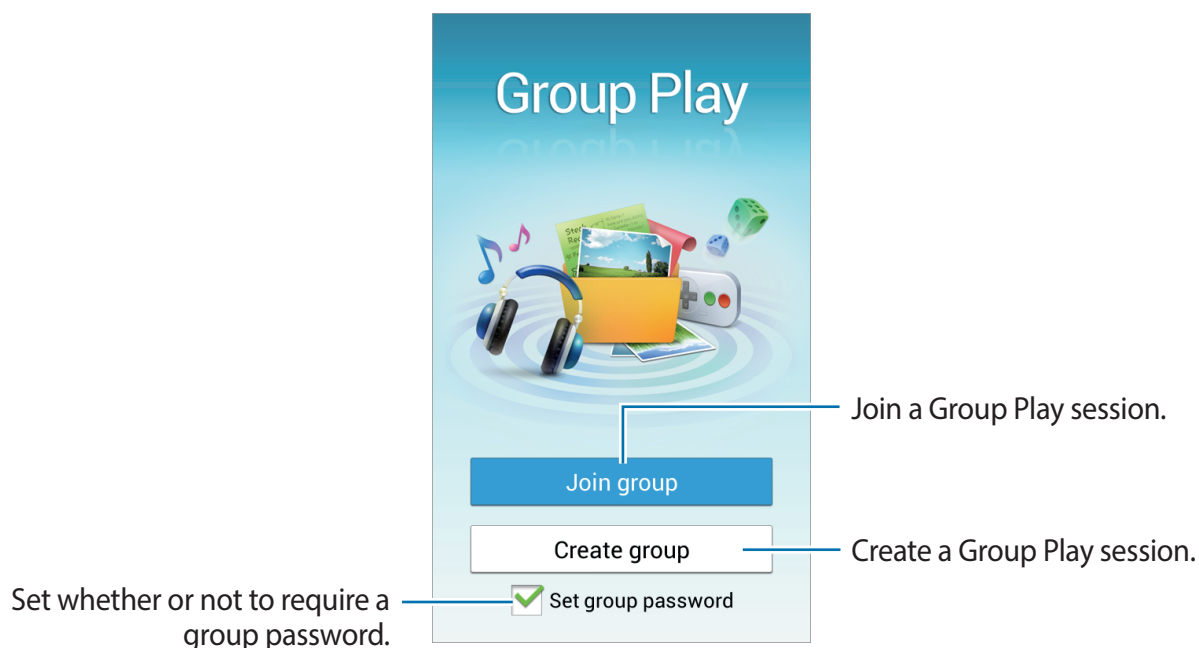 Group Play
Join a Group Play session.
Join group
Create group
Create a Group Play session.
Set group password
Set whether or not to require a
group password.